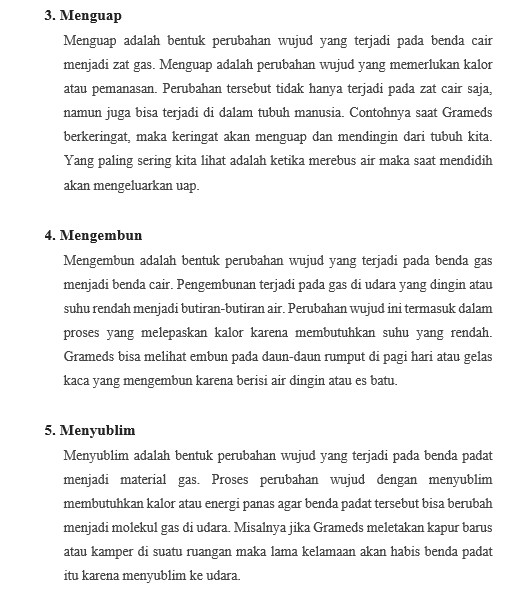 3. Menguap
Menguap adalah bentuk perubahan wujud yang terjadi pada benda cair
menjadi zat gas. Menguap adalah perubahan wujud yang memerlukan kalor
atau pemanasan. Perubahan tersebut tidak hanya terjadi pada zat cair saja,
namun juga bisa terjadi di dalam tubuh manusia. Contohnya saat Grameds
berkeringat, maka keringat akan menguap dan mendingin dari tubuh kita.
Yang paling sering kita lihat adalah ketika merebus air maka saat mendidih
akan mengeluarkan uap.
4. Mengembun
Mengembun adalah bentuk perubahan wujud yang terjadi pada benda gas
menjadi benda cair. Pengembunan terjadi pada gas di udara yang dingin atau
suhu rendah menjadi butiran-butiran air. Perubahan wujud ini termasuk dalam
proses yang melepaskan kalor karena membutuhkan suhu yang rendah.
Grameds bisa melihat embun pada daun-daun rumput di pagi hari atau gelas
kaca yang mengembun karena berisi air dingin atau es batu.
5. Menyublim
Menyublim adalah bentuk perubahan wujud yang terjadi pada benda padat
menjadi material gas. Proses perubahan wujud dengan menyublim
membutuhkan kalor atau energi panas agar benda padat tersebut bisa berubah
menjadi molekul gas di udara. Misalnya jika Grameds meletakan kapur barus
atau kamper di suatu ruangan maka lama kelamaan akan habis benda padat
itu karena menyublim ke udara.